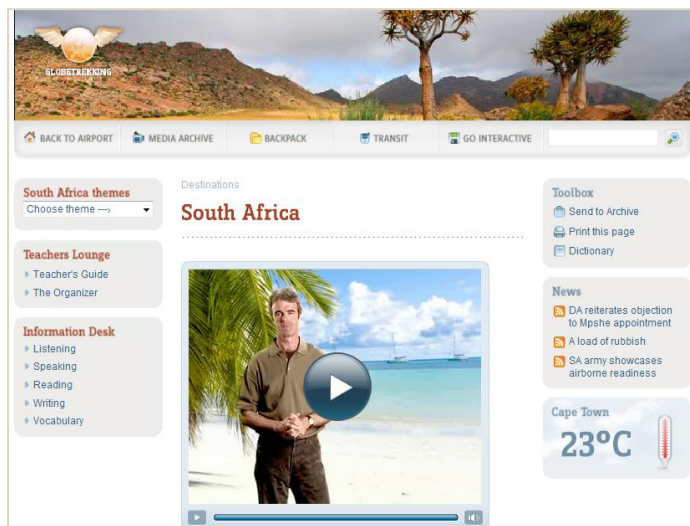 GLOBETREKKING
BACK TO AIRPORT
MEDIA ARCHIVE
BACKPACK
TRANSIT
GO INTERACTIVE
South Africa themes
Choose theme --->
Teachers Lounge
Teacher's Guide
The Organizer
Information Desk
Listening
Speaking
Reading
Writing
Vocabulary
Destinations
South Africa
Toolbox
Send to Archive
Print this page
Dictionary
News
DA reiterates objection
to Mpshe appointment
A load of rubbish
SA army showcases
airborne readiness
Cape Town
23°C